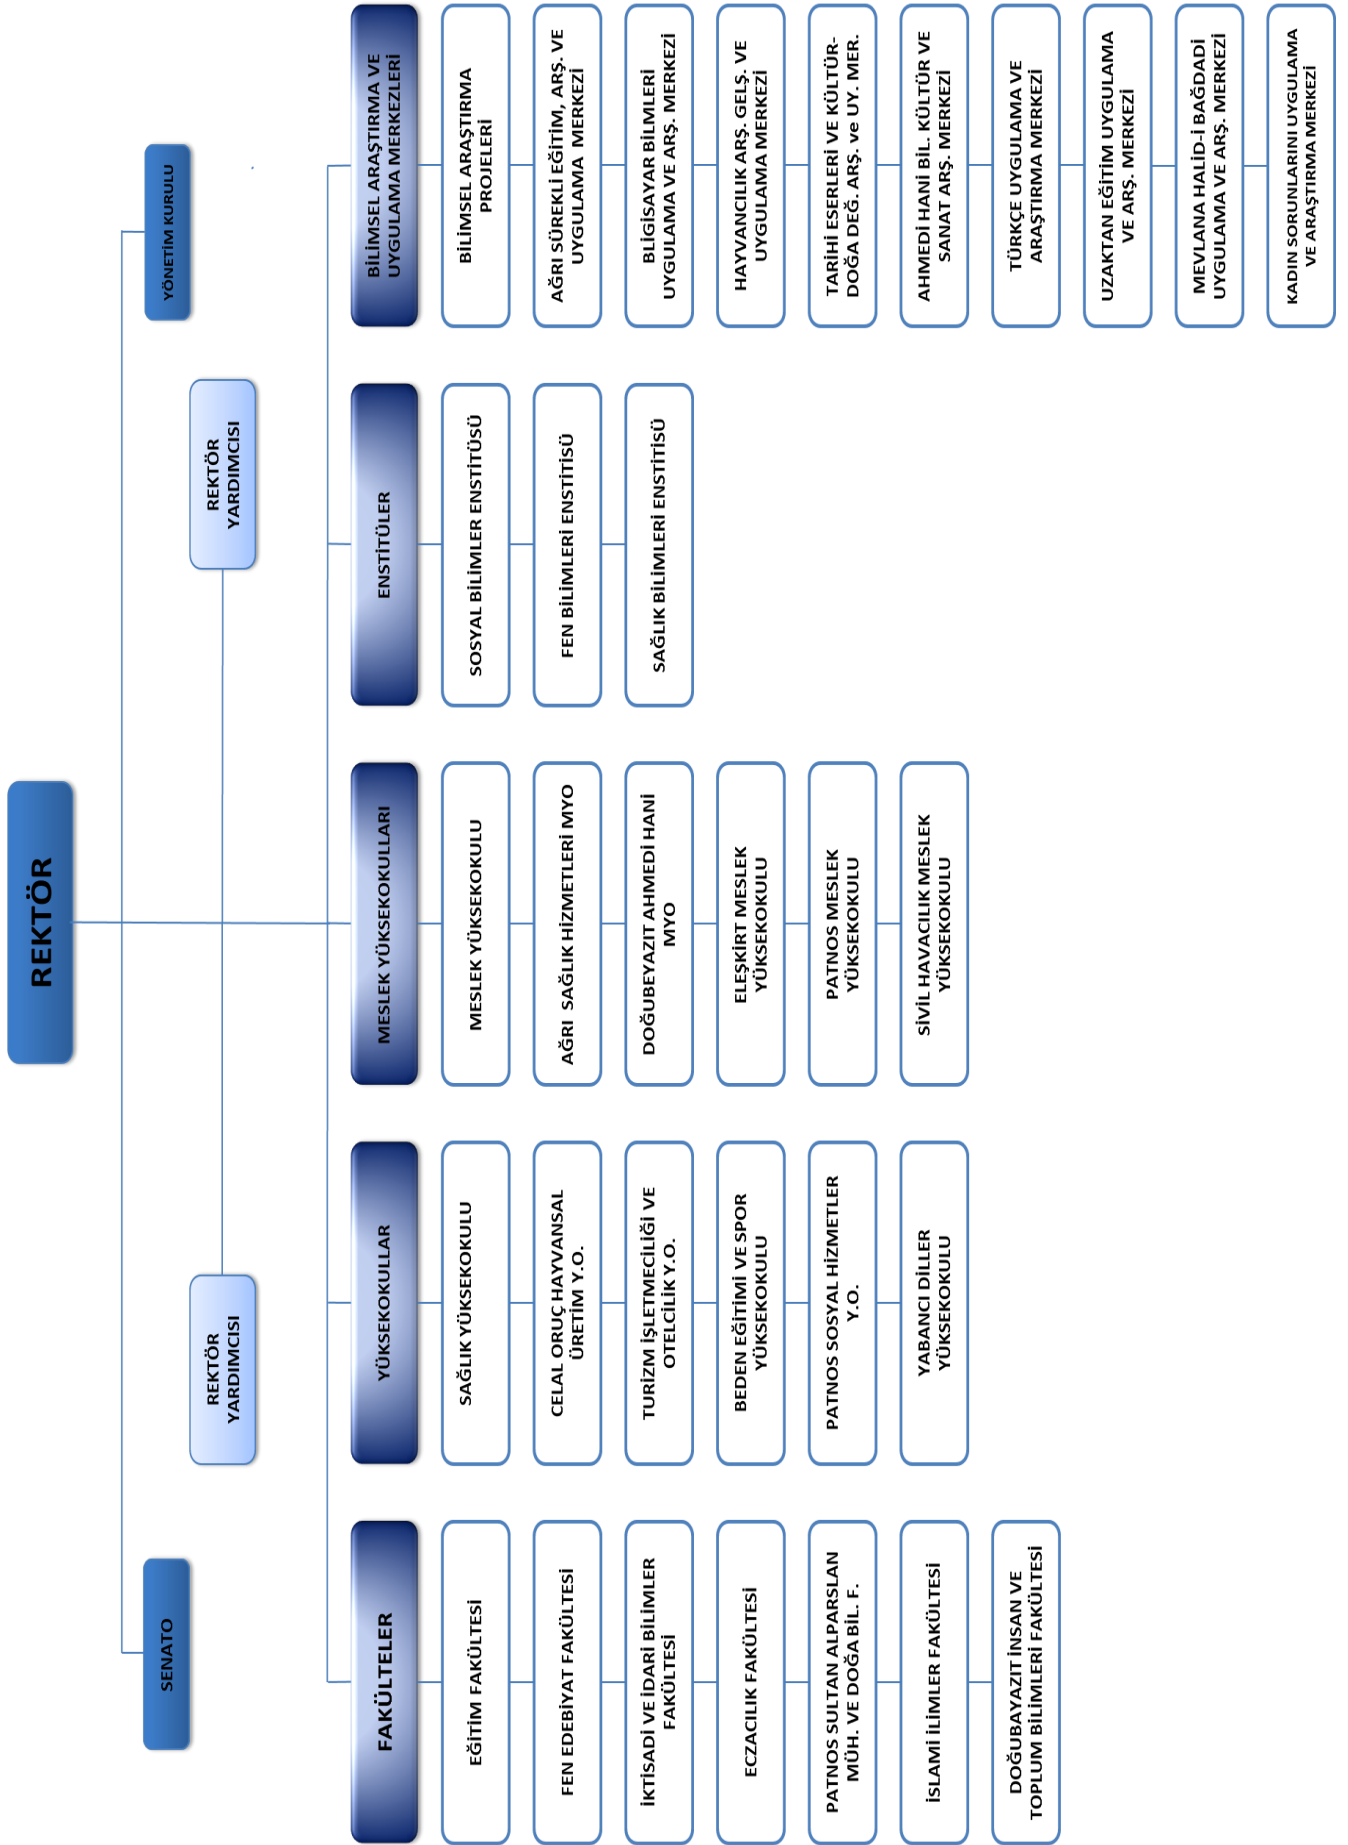 REKTÖR
SENATO
YÖNETİM KURULU
REKTÖR
YARDIMCISI
REKTÖR
YARDIMCISI
FAKÜLTELER
EĞİTİM FAKÜLTESİ
FEN EDEBİYAT FAKÜLTESİ
İKTİSADİ VE İDARİ BİLİMLER
FAKÜLTESİ
ECZACILIK FAKÜLTESİ
PATNOS SULTAN ALPARSLAN
MÜH. VE DOĞA BİL. F.
İSLAMİ İLİMLER FAKÜLTESİ
DOĞUBAYAZIT İNSAN VE
TOPLUM BİLİMLERİ FAKÜLTESİ
YÜKSEKOKULLAR
SAĞLIK YÜKSEKOKULU
CELAL ORUÇ HAYVANSAL
ÜRETİM Y.O.
TURİZM İŞLETMECİLİĞİ VE
OTELCİLİK Y.O.
BEDEN EĞİTİMİ VE SPOR
YÜKSEKOKULU
PATNOS SOSYAL HİZMETLER
Y.O.
YABANCI DİLLER
YÜKSEKOKULU
MESLEK YÜKSEKOKULLARI
MESLEK YÜKSEKOKULU
AĞRI SAĞLIK HİZMETLERİ MYO
DOĞUBEYAZIT AHMEDİ HANİ
MYO
ELEŞKİRT MESLEK
YÜKSEKOKULU
PATNOS MESLEK
YÜKSEKOKULU
SİVİL HAVACILIK MESLEK
YÜKSEKOKULU
ENSTİTÜLER
SOSYAL BİLİMLER ENSTİTÜSÜ
FEN BİLİMLERİ ENSTİTİSÜ
SAĞLIK BİLİMLERİ ENSTİTİSÜ
BİLİMSEL ARAŞTIRMA VE
UYGULAMA MERKEZLERİ
BİLİMSEL ARAŞTIRMA
PROJELERİ
AĞRI SÜREKLİ EĞİTİM, ARŞ. VE
UYGULAMA MERKEZİ
BLİGİSAYAR BİLMLERİ
UYGULAMA VE ARŞ. MERKEZİ
HAYVANCILIK ARŞ. GELŞ. VE
UYGULAMA MERKEZİ
TARİHİ ESERLERİ VE KÜLTÜR-
DOĞA DEĞ. ARŞ. ve UY. MER.
AHMEDİ HANİ BİL. KÜLTÜR VE
SANAT ARŞ. MERKEZİ
TÜRKÇE UYGULAMA VE
ARAŞTIRMA MERKEZİ
UZAKTAN EĞİTİM UYGULAMA
VE ARŞ. MERKEZİ
MEVLANA HALİD-İ BAĞDADİ
UYGULAMA VE ARŞ. MERKEZİ
KADIN SORUNLARINI UYGULAMA
VE ARAŞTIRMA MERKEZİ